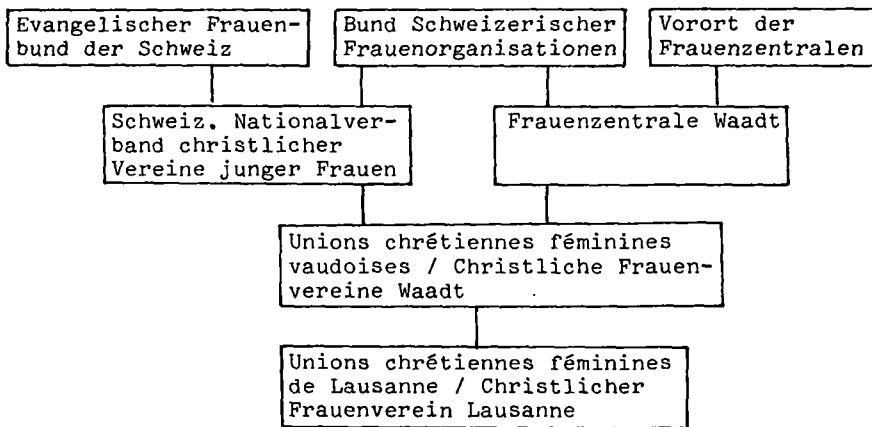 Evangelischer Frauen-
bund der Schweiz
Bund Schweizerischer
Frauenorganisationen
Vorort der
Frauenzentralen
Schweiz. Nationalver-
band christlicher
Vereine junger Frauen
Frauenzentrale Waadt
Unions chrétiennes féminines
vaudoises / Christliche Frauen-
vereine Waadt
Unions chrétiennes féminines
de Lausanne / Christlicher
Frauenverein Lausanne